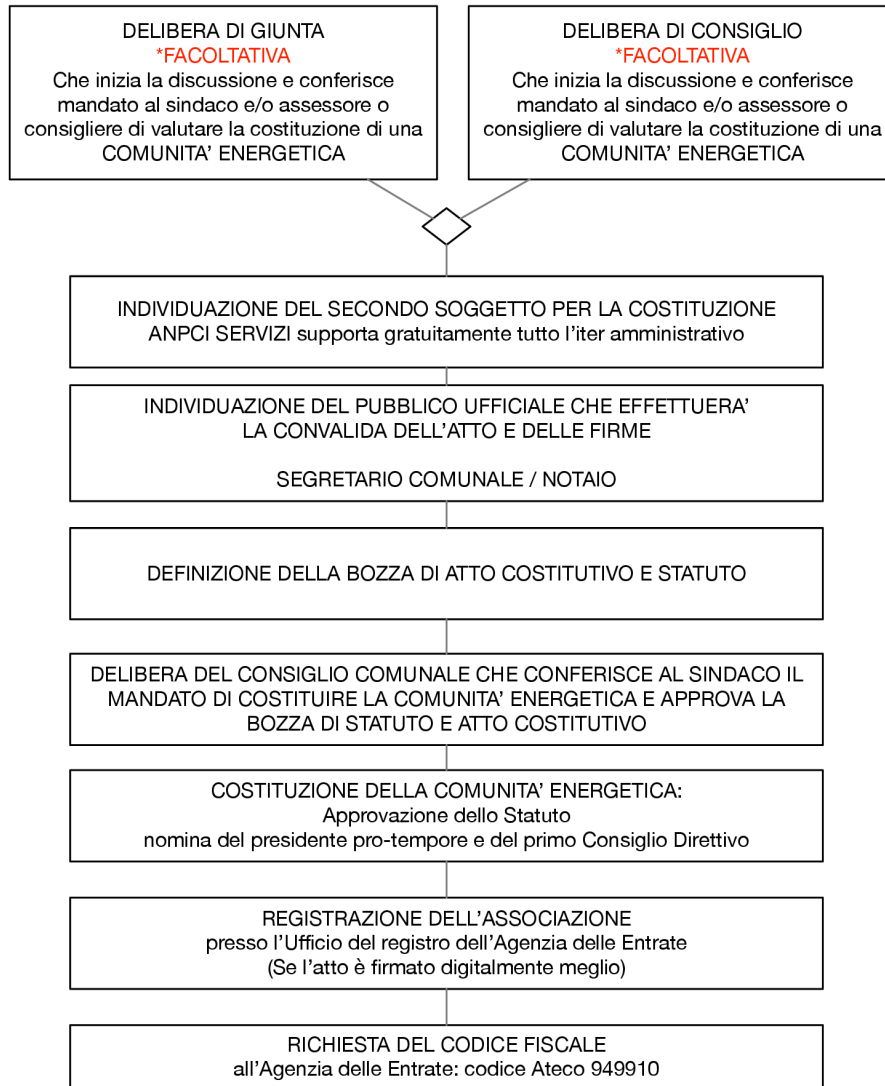 DELIBERA DI GIUNTA
*FACOLTATIVA
Che inizia la discussione e conferisce
mandato al sindaco e/o assessore o
consigliere di valutare la costituzione di una
COMUNITA' ENERGETICA
DELIBERA DI CONSIGLIO
*FACOLTATIVA
Che inizia la discussione e conferisce
mandato al sindaco e/o assessore o
consigliere di valutare la costituzione di una
COMUNITA' ENERGETICA
INDIVIDUAZIONE DEL SECONDO SOGGETTO PER LA COSTITUZIONE
ANPCI SERVIZI supporta gratuitamente tutto l'iter amministrativo
INDIVIDUAZIONE DEL PUBBLICO UFFICIALE CHE EFFETTUERA'
LA CONVALIDA DELL'ATTO E DELLE FIRME
SEGRETARIO COMUNALE / NOTAIO
DEFINIZIONE DELLA BOZZA DI ATTO COSTITUTIVO E STATUTO
DELIBERA DEL CONSIGLIO COMUNALE CHE CONFERISCE AL SINDACO IL
MANDATO DI COSTITUIRE LA COMUNITA' ENERGETICA E APPROVA LA
BOZZA DI STATUTO E ATTO COSTITUTIVO
COSTITUZIONE DELLA COMUNITA' ENERGETICA:
Approvazione dello Statuto
nomina del presidente pro-tempore e del primo Consiglio Direttivo
REGISTRAZIONE DELL'ASSOCIAZIONE
presso l'Ufficio del registro dell'Agenzia delle Entrate
(Se l'atto è firmato digitalmente meglio)
RICHIESTA DEL CODICE FISCALE
all'Agenzia delle Entrate: codice Ateco 949910